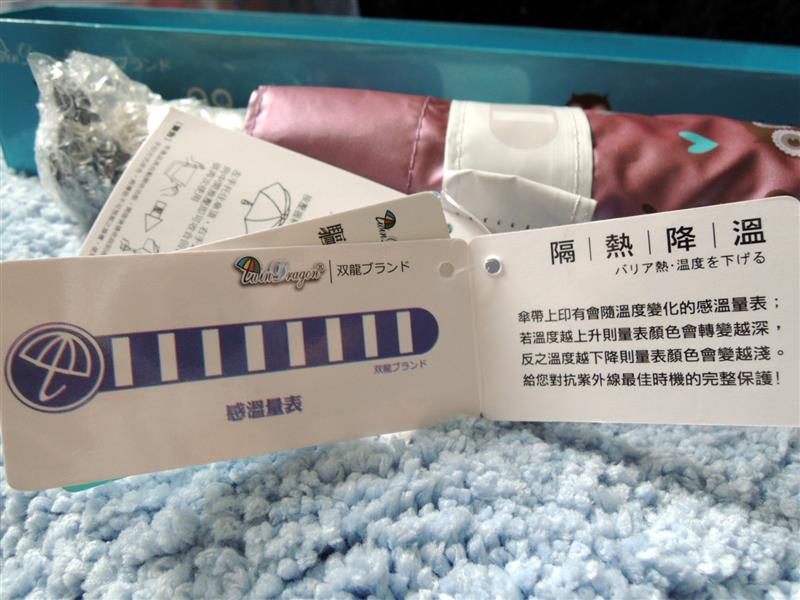 ブランド
TwinDragon®
双龍ブランド
双龍ブランド
感溫量表
隔｜熱｜降｜溫
バリア熱・温度を下げる
傘帶上印有會隨溫度變化的感溫量表；
若溫度越上升則量表顏色會轉變越深，
反之溫度越下降則量表顏色會變越淺。
給您對抗紫外線最佳時機的完整保護!